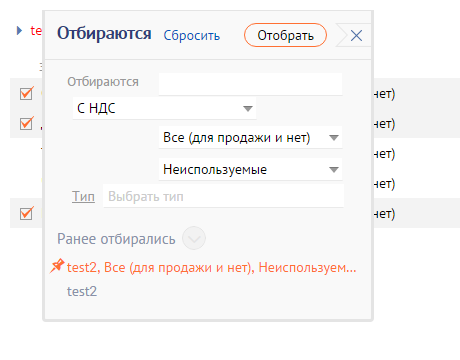 te
Отбираются Сбросить Отобрать
Отбираются
С НДС
нет)
Все (для продажи и нет)
нет)
Неиспользуемые
нет)
Тип Выбрать тип
нет)
Ранее отбирались
нет)
test2, Все (для продажи и нет), Неиспользуем...
test2